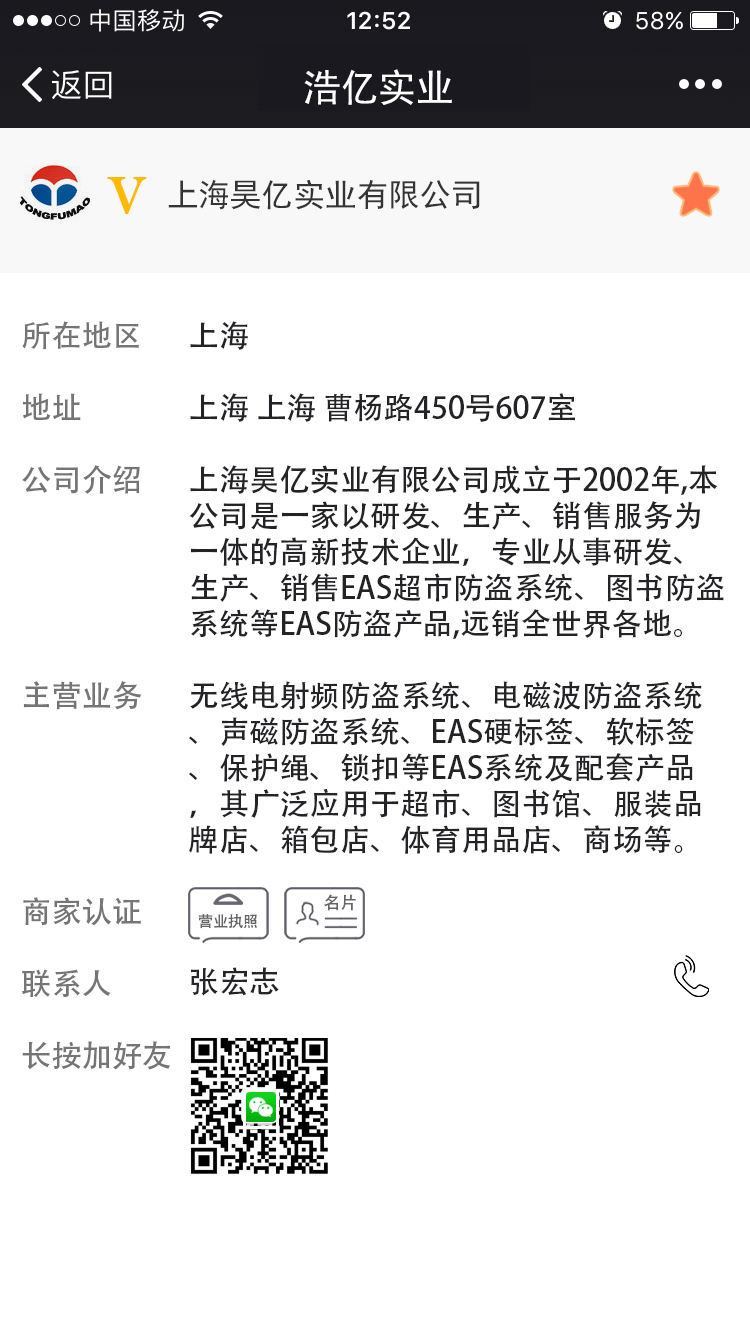 中国移动 12:52 58%
返回 浩亿实业
TONGFUMAO V 上海昊亿实业有限公司
所在地区 上海
地址 上海 上海 曹杨路450号607室
公司介绍 上海昊亿实业有限公司成立于2002年,本
公司是一家以研发、生产、销售服务为
一体的高新技术企业，专业从事研发、
生产、销售EAS超市防盗系统、图书防盗
系统等EAS防盗产品,远销全世界各地。
主营业务 无线电射频防盗系统、电磁波防盗系统
、声磁防盗系统、EAS硬标签、软标签
、保护绳、锁扣等EAS系统及配套产品
，其广泛应用于超市、图书馆、服装品
牌店、箱包店、体育用品店、商场等。
商家认证 营业执照 名片
联系人 张宏志
长按加好友